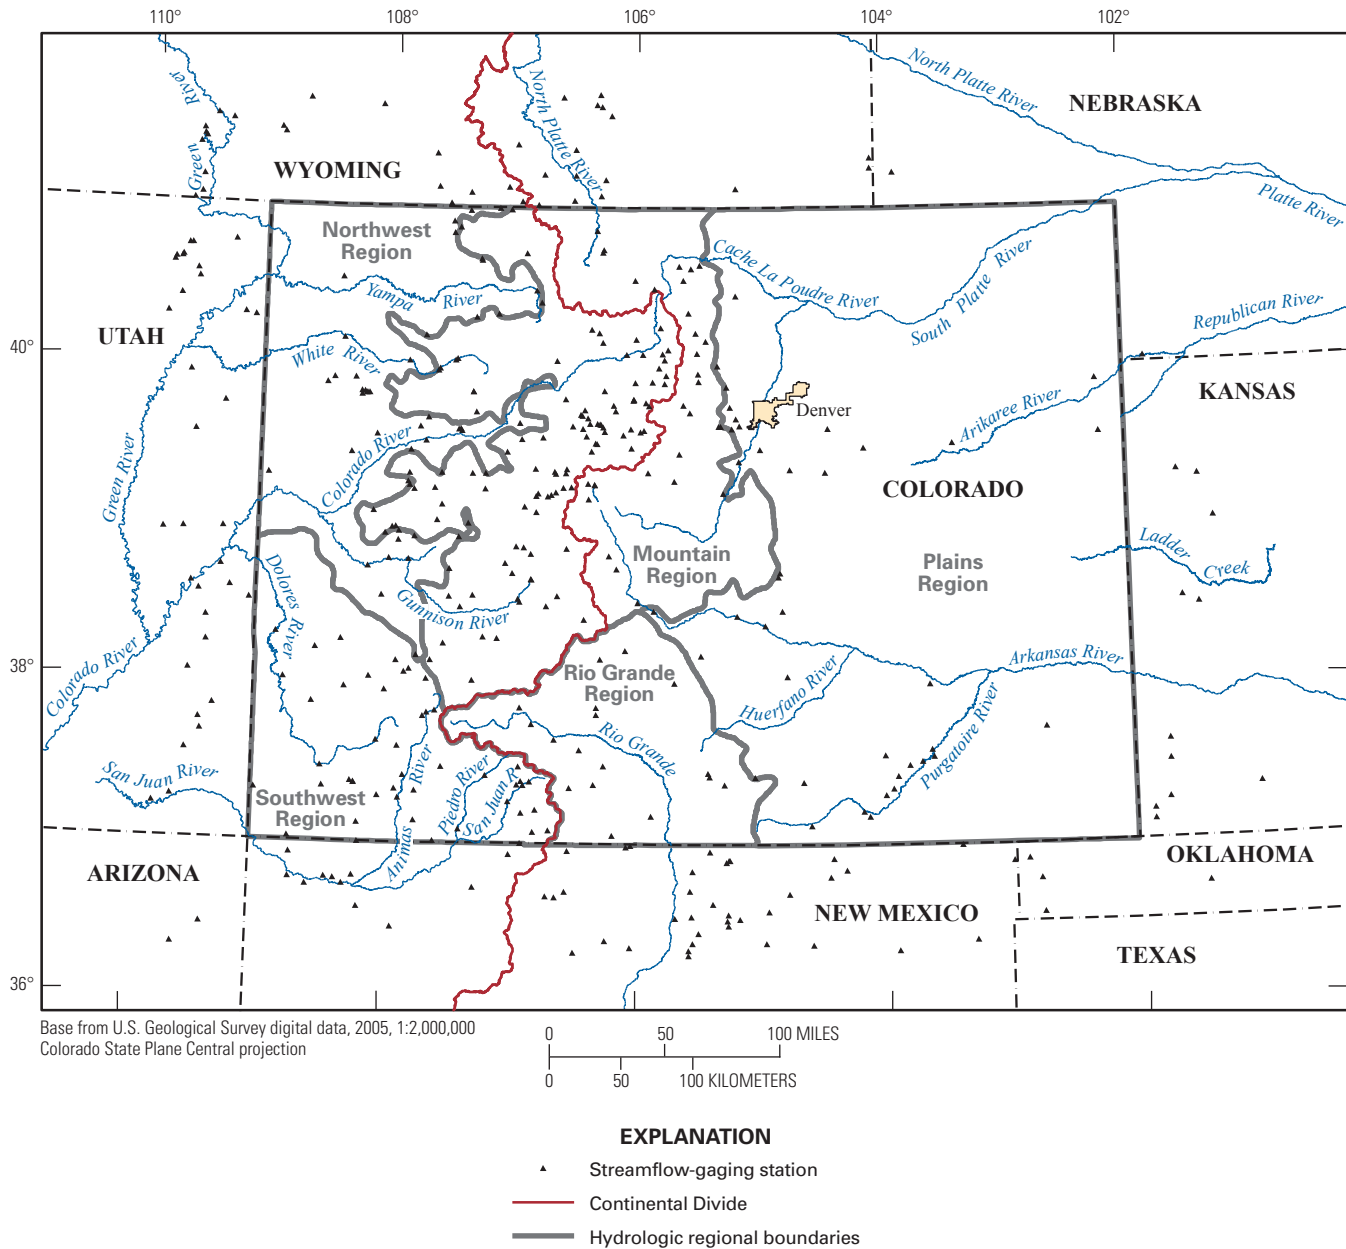 110°
108°
106°
104°
102°
North Platte River
NEBRASKA
River
Green
North Platte River
WYOMING
Platte River
Northwest
Region
Cache La Poudre River
South Platte River
Yampa River
Republican River
UTAH
40°
White River
KANSAS
Denver
Arikaree River
Colorado River
Green River
COLORADO
Mountain
Region
Plains
Region
Ladder
Creek
Dolores River
Gunnison River
38°
Colorado River
Rio Grande
Region
Arkansas River
Huerfano River
Rio Grande
Purgatoire River
San Juan River
River
Piedro River
San Juan R
Southwest
Region
Animas
ARIZONA
OKLAHOMA
NEW MEXICO
TEXAS
36°
Base from U.S. Geological Survey digital data, 2005, 1:2,000,000
Colorado State Plane Central projection
0 50 100 MILES
0 50 100 KILOMETERS
EXPLANATION
Streamflow-gaging station
Continental Divide
Hydrologic regional boundaries